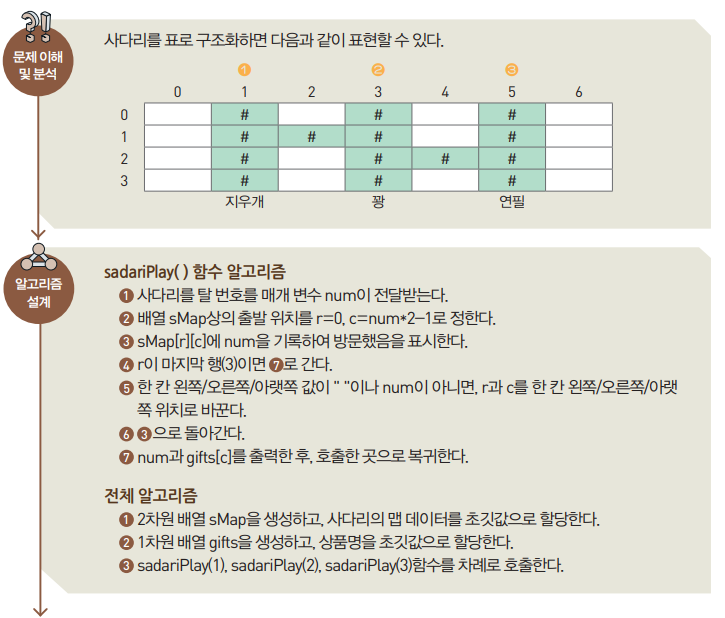 ?!
문제 이해
및 분석
사다리를 표로 구조화하면 다음과 같이 표현할 수 있다.
❶ ❷ ❸
0 1 2 3 4 5 6
0 # # #
1 # # # #
2 # # # #
3 # # #
지우개 꽝 연필
알고리즘
설계
sadariPlay( ) 함수 알고리즘
❶ 사다리를 탈 번호를 매개 변수 num이 전달받는다.
❷ 배열 sMap상의 출발 위치를 r=0, c=num*2-1로 정한다.
❸ sMap[r][c]에 num을 기록하여 방문했음을 표시한다.
❹ r이 마지막 행(3)이면 ❼로 간다.
❺ 한 칸 왼쪽/오른쪽/아랫쪽 값이 " "이나 num이 아니면, r과 c를 한 칸 왼쪽/오른쪽/아랫
쪽 위치로 바꾼다.
❻ ❸으로 돌아간다.
❼ num과 gifts[c]를 출력한 후, 호출한 곳으로 복귀한다.
전체 알고리즘
❶ 2차원 배열 sMap을 생성하고, 사다리의 맵 데이터를 초깃값으로 할당한다.
❷ 1차원 배열 gifts을 생성하고, 상품명을 초깃값으로 할당한다.
❸ sadariPlay(1), sadariPlay(2), sadariPlay(3)함수를 차례로 호출한다.